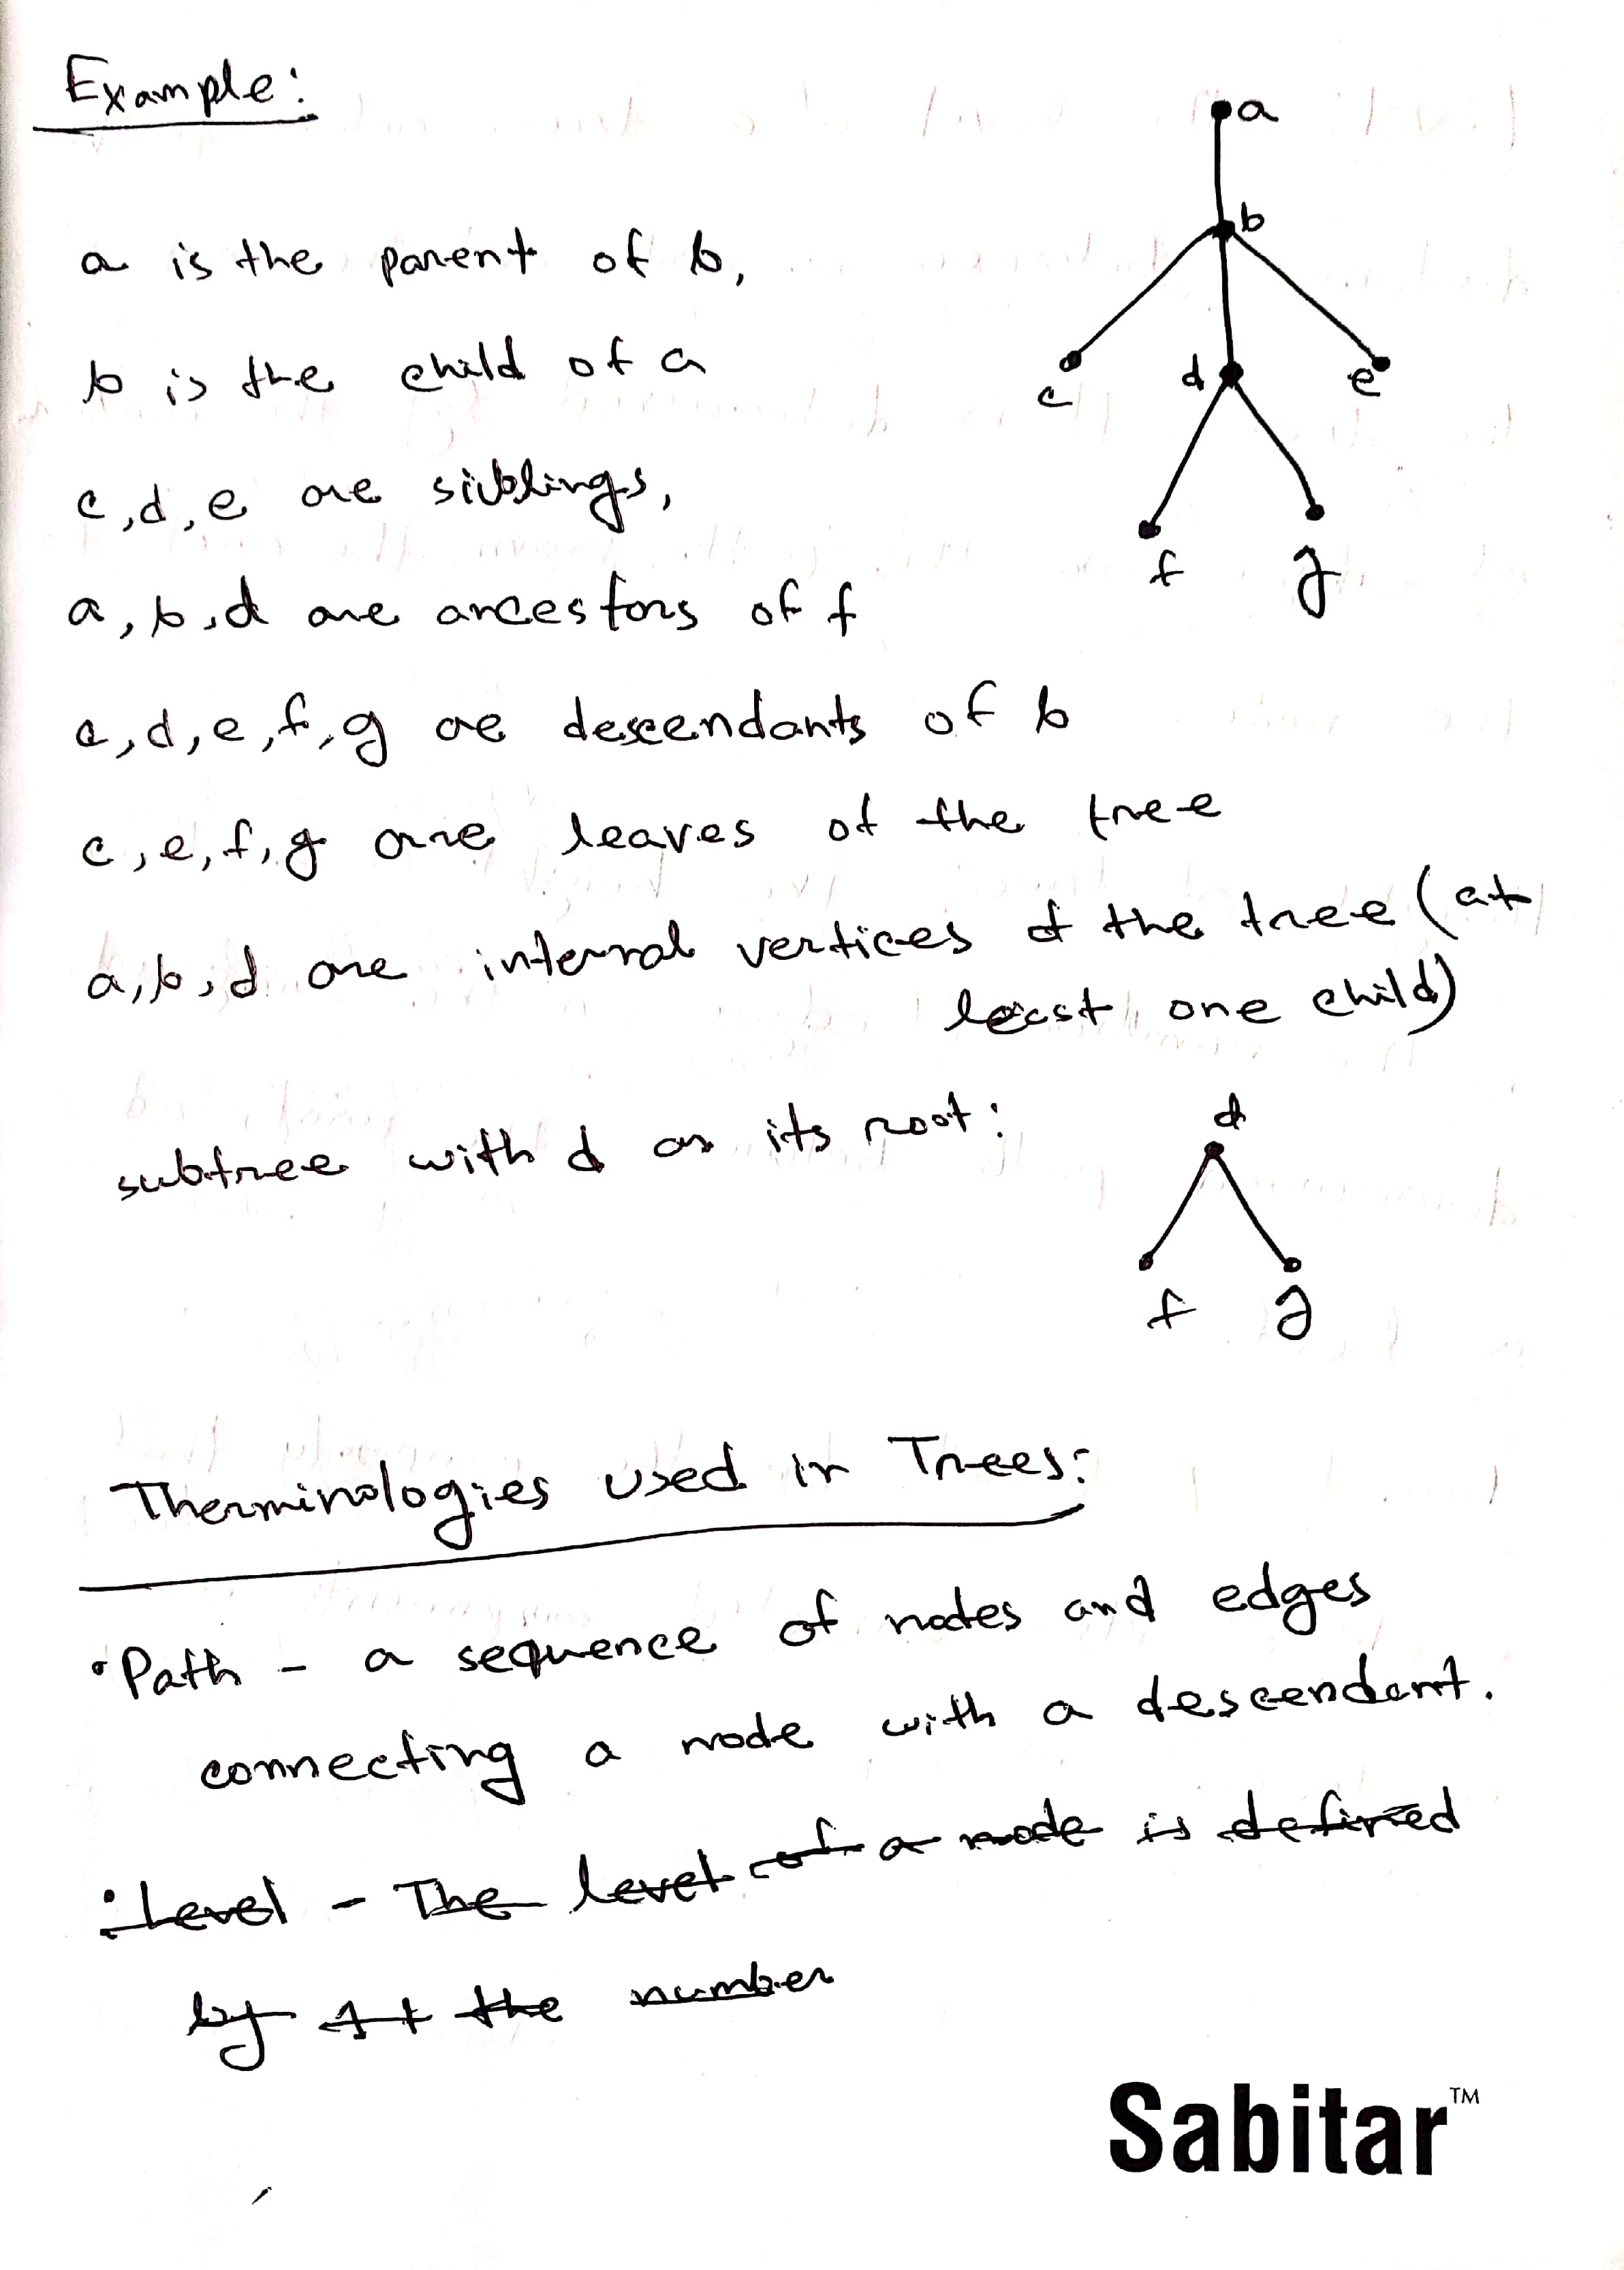 Example:
a
b
c
d
e
f g
a is the parent of b,
b is the child of a
c, d, e are siblings,
a, b, d are ancestors of f
c, d, e, f, g are descendants of b
c, e, f, g are leaves of the tree
a, b, d are internal vertices of the tree (at
least one child)
subtree with d as its root:
d
f g
Therminologies used in Trees:
• Path - a sequence of nodes and edges
connecting a node with a descendant.
• Level - The level of a node is defined
by 1+ the number
Sabitar™